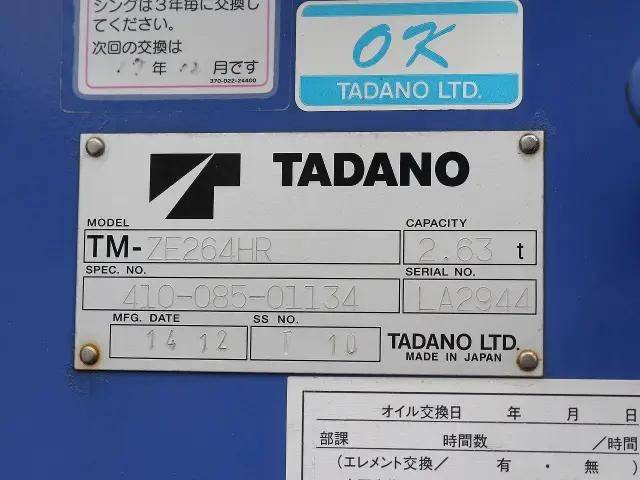 シングは3年毎に交換し
てください。
次回の交換は
年 月です
370-022-24400
OK
TADANO LTD.
TADANO
MODEL
TM-ZE264HR
CAPACITY
2.63 t
SPEC. NO.
410-085-01134
SERIAL NO.
LA2944
MFG. DATE
14 12
SS NO.
T 10
TADANO LTD.
MADE IN JAPAN
オイル交換日 年 月 日
部課 時間数 /時間
(エレメント交換/ 有 ・ 無)